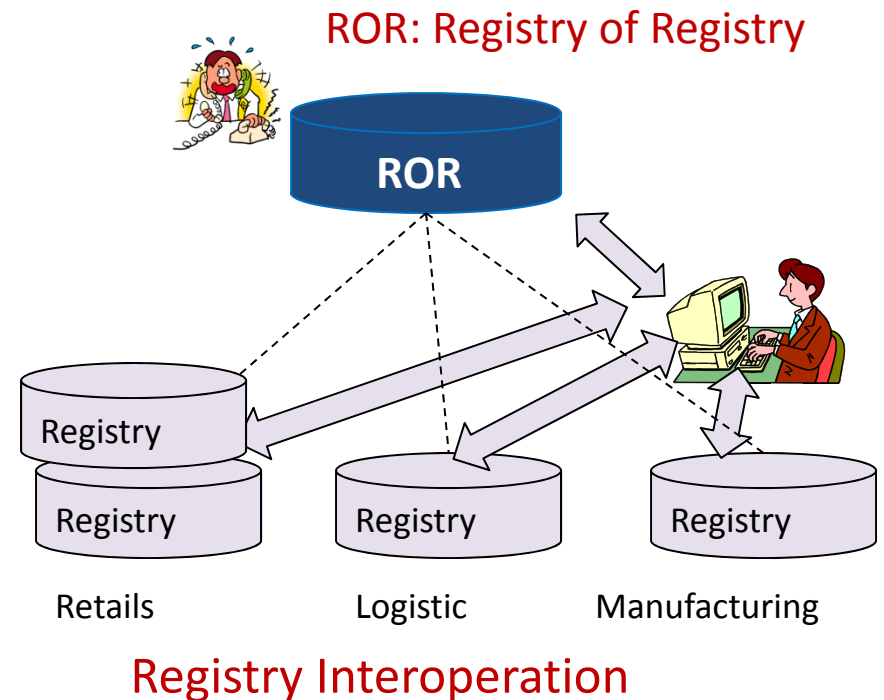 ROR: Registry of Registry
ROR
Registry
Registry
Registry
Registry
Retails
Logistic
Manufacturing
Registry Interoperation